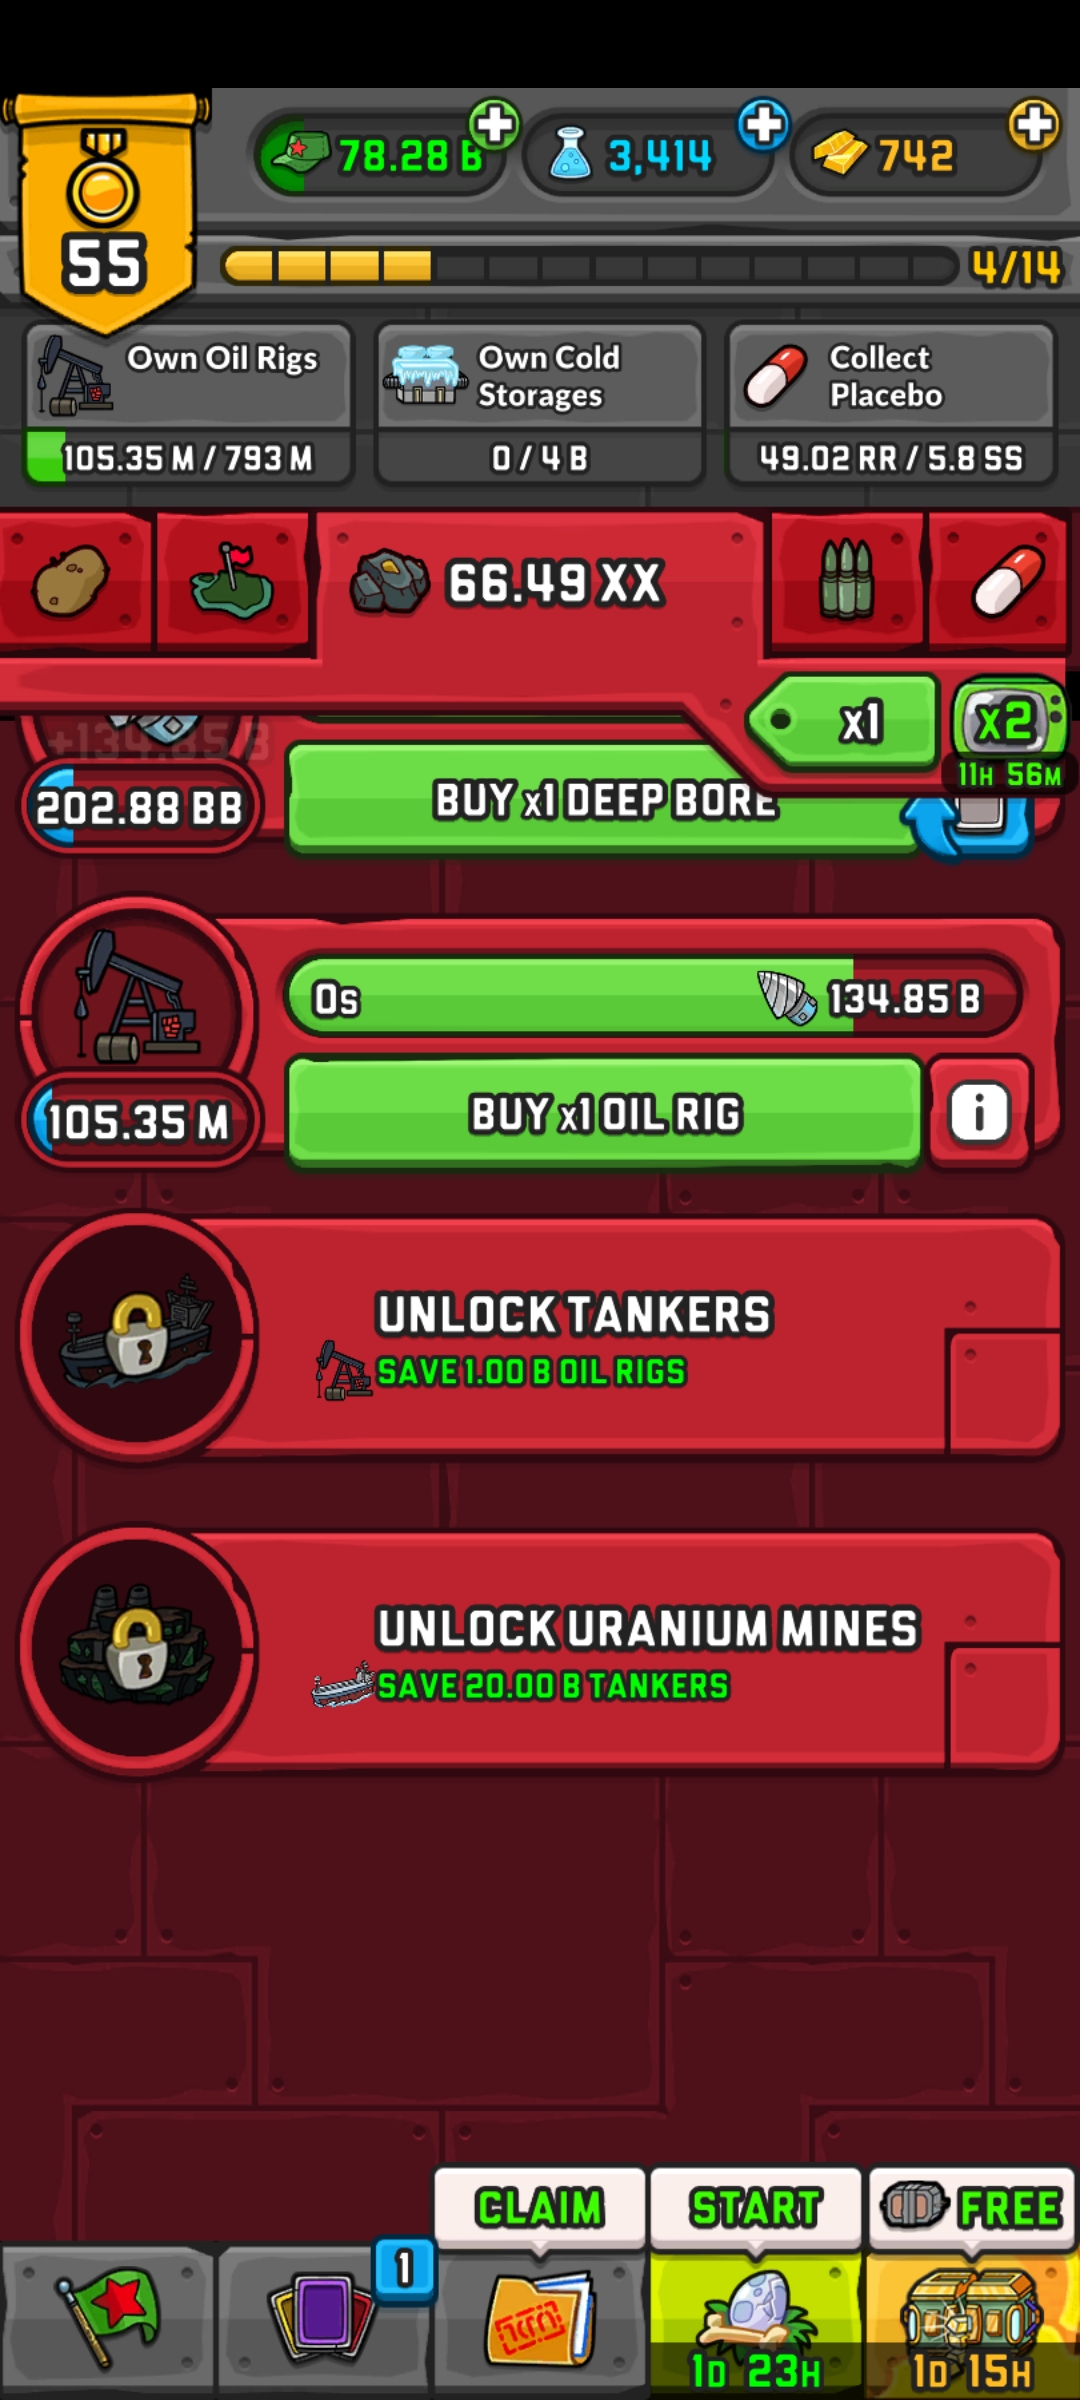 78.28 B
3,414
742
55
4/14
Own Oil Rigs
105.35 M / 793 M
Own Cold
Storages
0 / 4 B
Collect
Placebo
49.02 RR / 5.8 SS
66.49 XX
x1
x2
11H 56M
+134.85 B
202.88 BB
BUY x1 DEEP BORE
0s
134.85 B
105.35 M
BUY x1 OIL RIG
i
UNLOCK TANKERS
SAVE 1.00 B OIL RIGS
UNLOCK URANIUM MINES
SAVE 20.00 B TANKERS
CLAIM
START
FREE
1
1D 23H
1D 15H